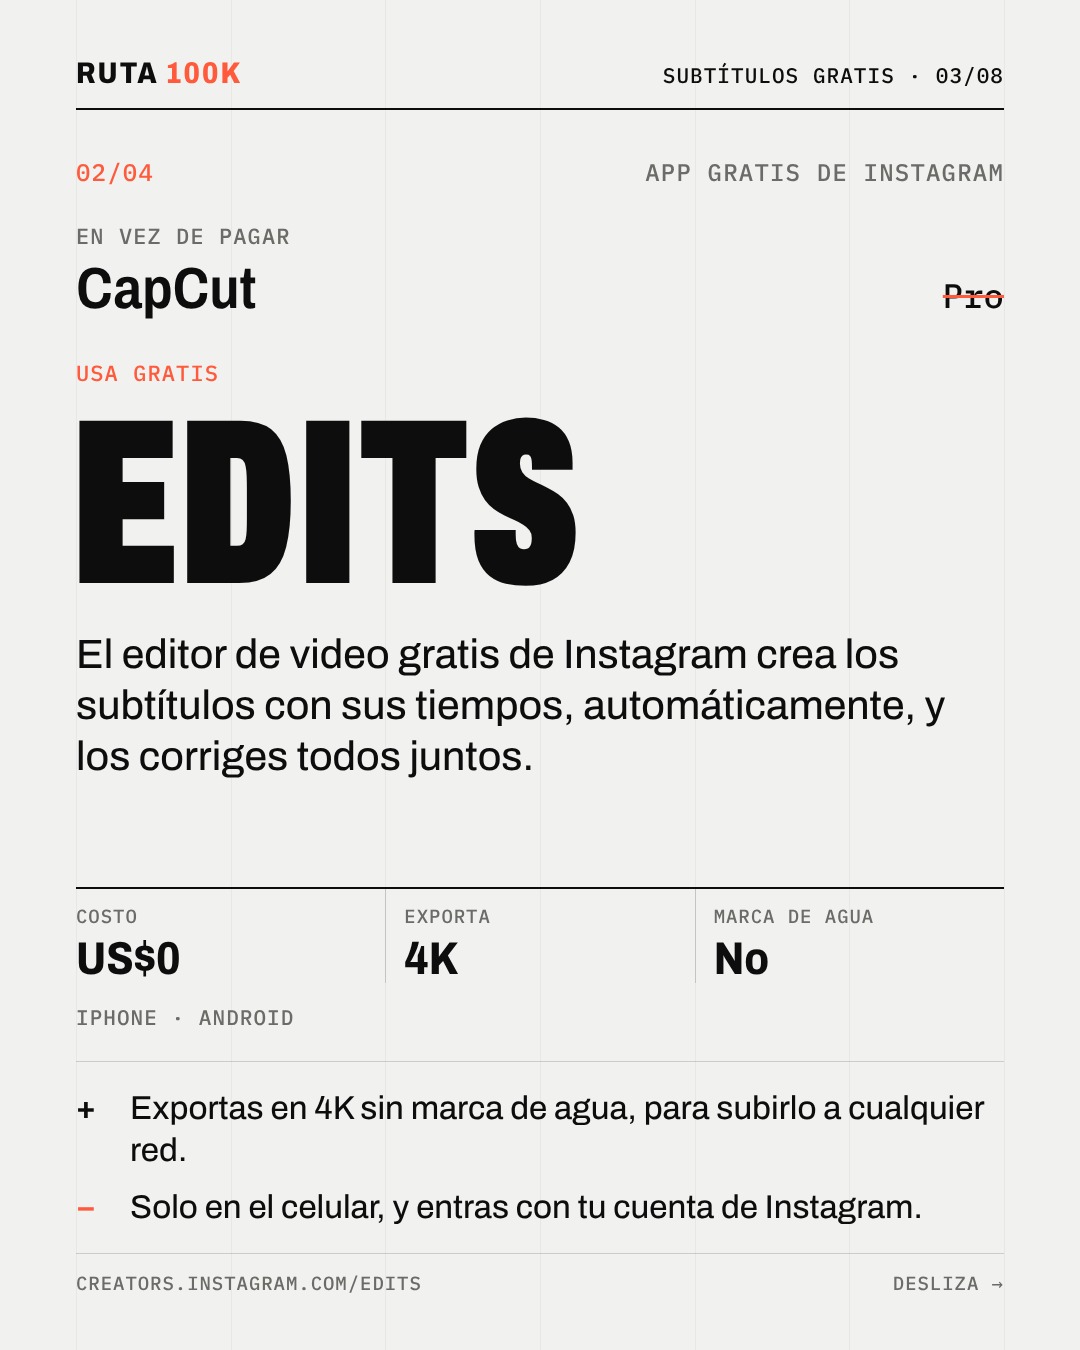 RUTA 100K
SUBTÍTULOS GRATIS · 03/08
02/04
APP GRATIS DE INSTAGRAM
EN VEZ DE PAGAR
CapCut
Pro
USA GRATIS
EDITS
El editor de video gratis de Instagram crea los
subtítulos con sus tiempos, automáticamente, y
los corriges todos juntos.
COSTO
US$0
EXPORTA
4K
MARCA DE AGUA
No
IPHONE · ANDROID
+ Exportas en 4K sin marca de agua, para subirlo a cualquier
red.
– Solo en el celular, y entras con tu cuenta de Instagram.
CREATORS.INSTAGRAM.COM/EDITS
DESLIZA →